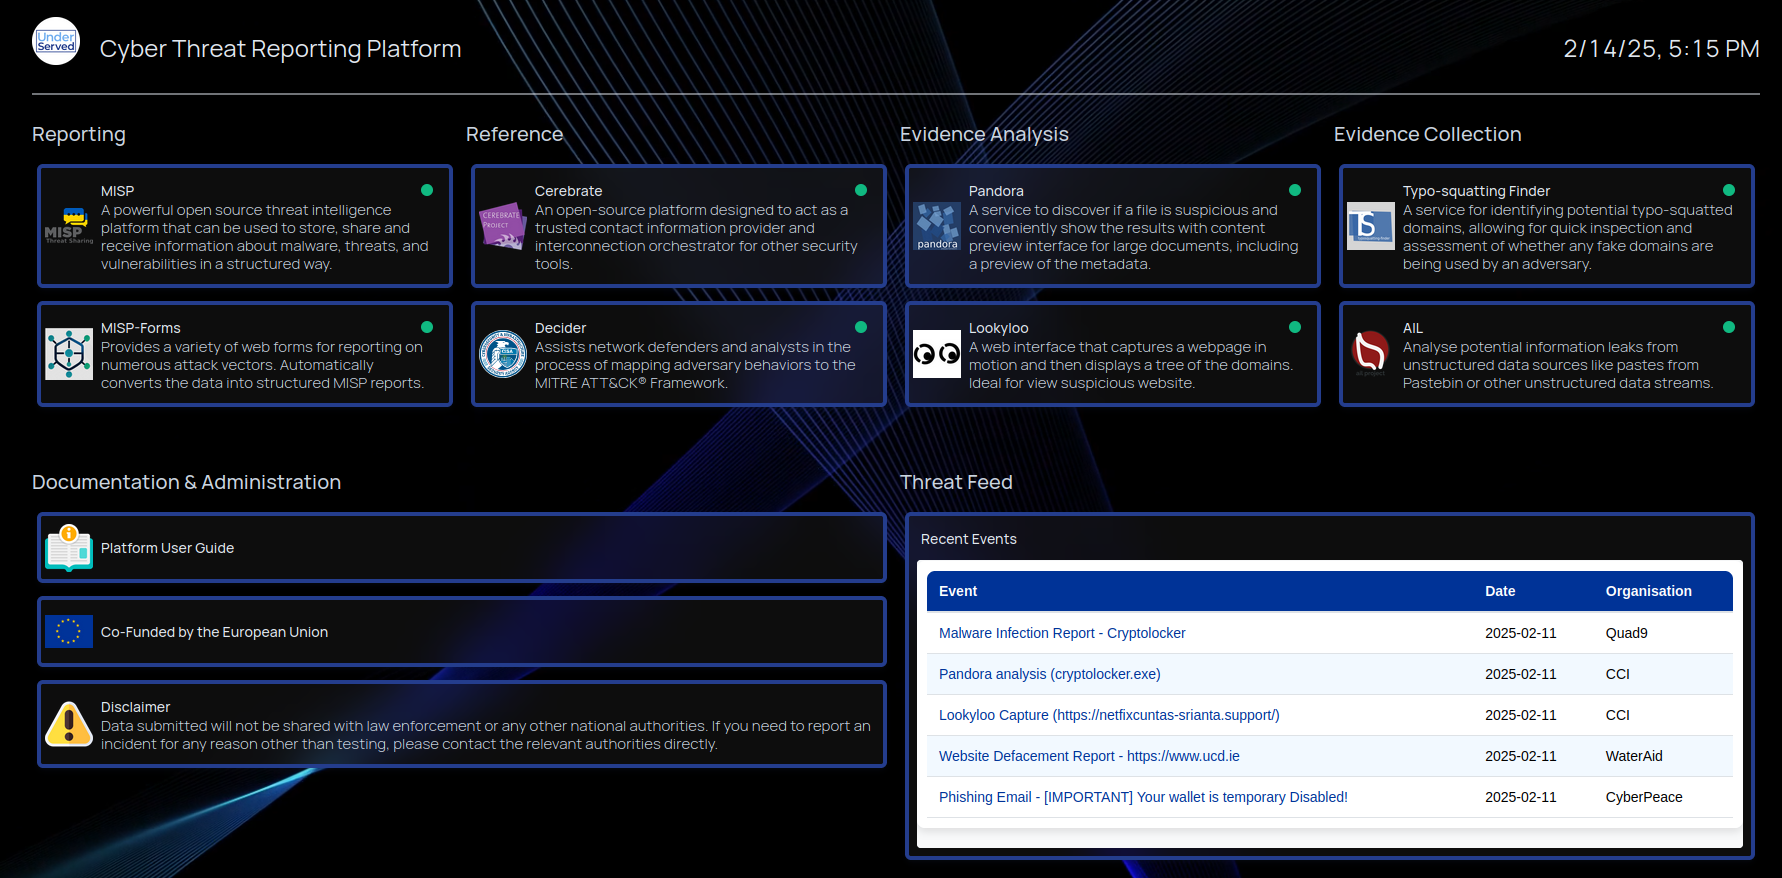 Under
Served
Cyber Threat Reporting Platform
2/14/25, 5:15 PM
Reporting
MISP
Threat Sharing
MISP
A powerful open source threat intelligence
platform that can be used to store, share and
receive information about malware, threats, and
vulnerabilities in a structured way.
MISP-Forms
Provides a variety of web forms for reporting on
numerous attack vectors. Automatically
converts the data into structured MISP reports.
Reference
CEREBRATE
PROJECT
Cerebrate
An open-source platform designed to act as a
trusted contact information provider and
interconnection orchestrator for other security
tools.
CISA
Decider
Assists network defenders and analysts in the
process of mapping adversary behaviors to the
MITRE ATT&CK® Framework.
Evidence Analysis
pandora
Pandora
A service to discover if a file is suspicious and
conveniently show the results with content
preview interface for large documents, including
a preview of the metadata.
Lookyloo
A web interface that captures a webpage in
motion and then displays a tree of the domains.
Ideal for view suspicious website.
Evidence Collection
TS
Typo-squatting Finder
A service for identifying potential typo-squatted
domains, allowing for quick inspection and
assessment of whether any fake domains are
being used by an adversary.
AIL
Analyse potential information leaks from
unstructured data sources like pastes from
Pastebin or other unstructured data streams.
Documentation & Administration
Platform User Guide
Co-Funded by the European Union
Disclaimer
Data submitted will not be shared with law enforcement or any other national authorities. If you need to report an
incident for any reason other than testing, please contact the relevant authorities directly.
Threat Feed
Recent Events
Event Date Organisation
Malware Infection Report - Cryptolocker 2025-02-11 Quad9
Pandora analysis (cryptolocker.exe) 2025-02-11 CCI
Lookyloo Capture (https://netfixcuntas-srianta.support/) 2025-02-11 CCI
Website Defacement Report - https://www.ucd.ie 2025-02-11 WaterAid
Phishing Email - [IMPORTANT] Your wallet is temporary Disabled! 2025-02-11 CyberPeace